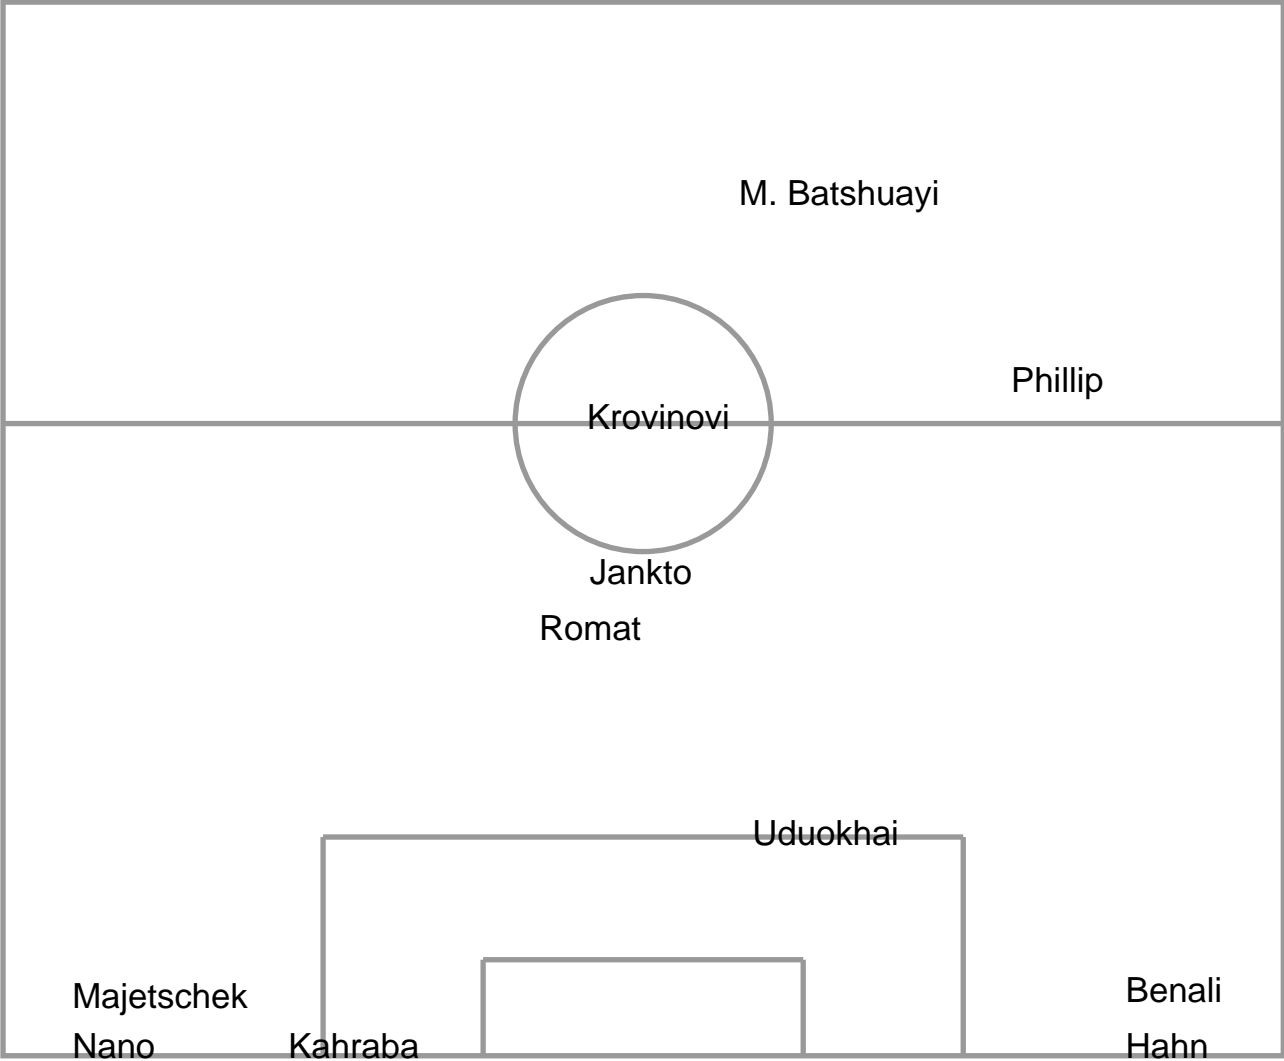 M. Batshuayi
Phillip
Krovinovi
Jankto
Romat
Uduokhai
Majetschek
Benali
Nano
Kahraba
Hahn